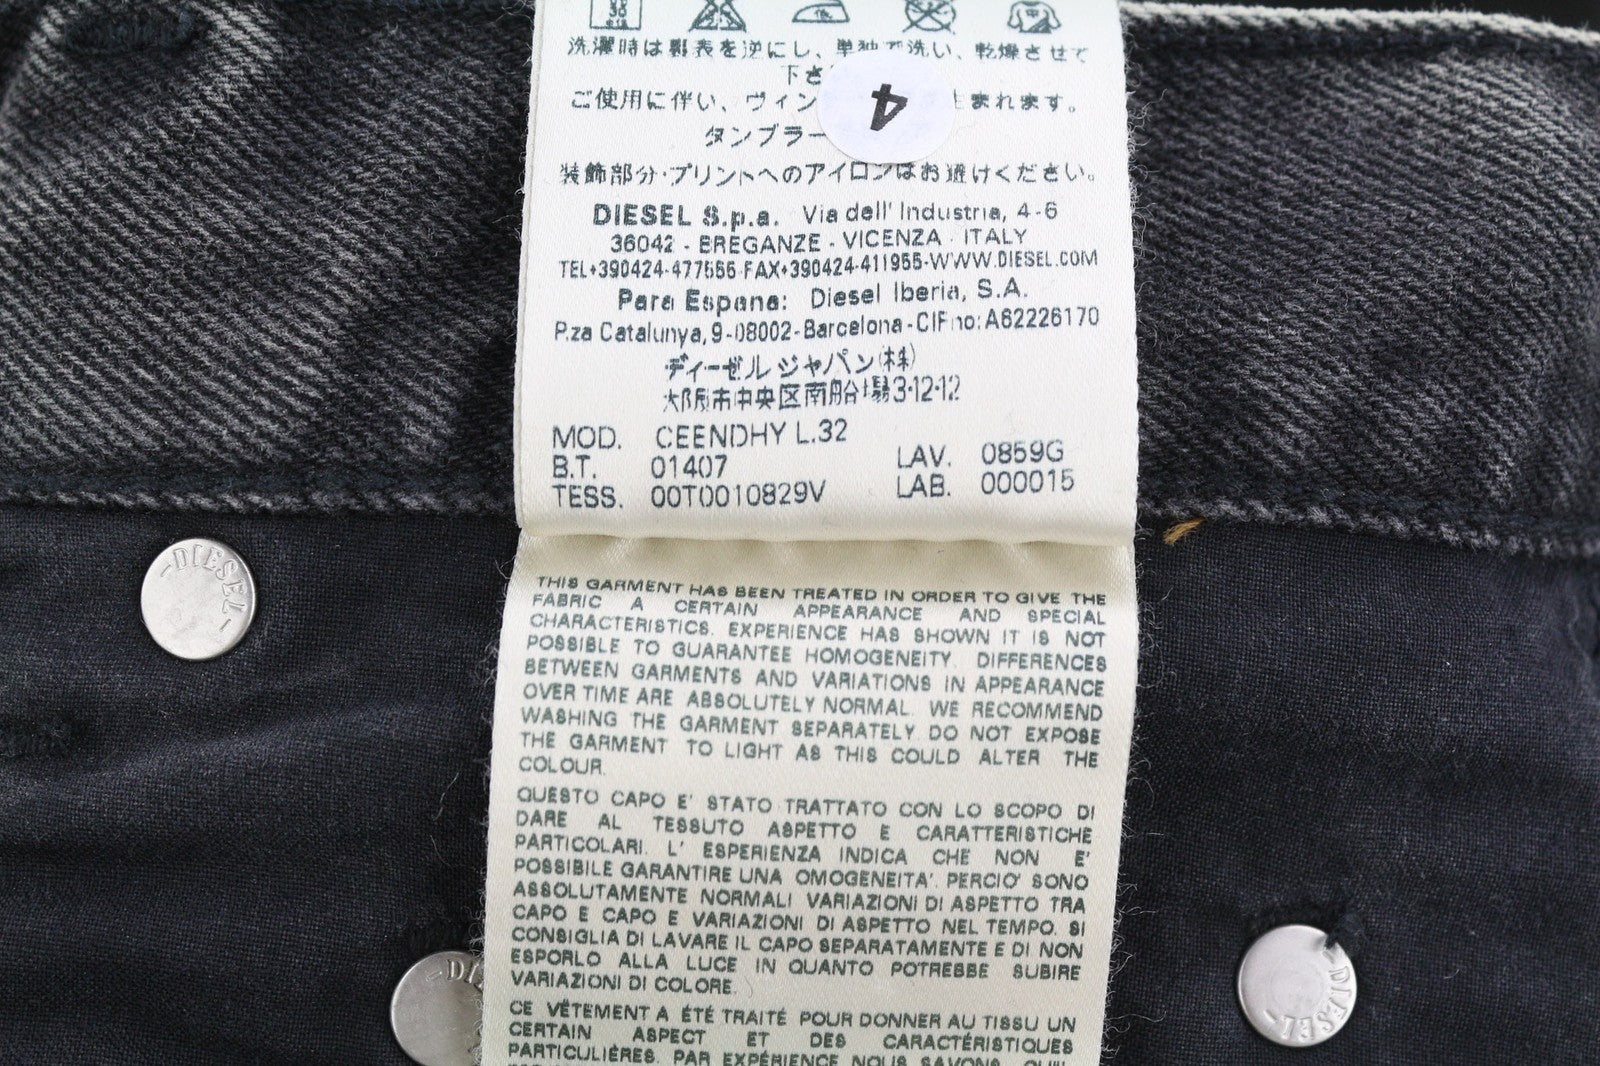 洗濯時は裏表を逆にし、単独で洗い、乾燥させて
下さ
ご使用に伴い、ヴィン 生まれます。
タンブラー
4
装飾部分・プリントへのアイロンはお避けください。
DIESEL S.p.a. Via dell' Industria, 4-6
36042 - BREGANZE - VICENZA - ITALY
TEL+390424-477555 FAX+390424-411955-WWW.DIESEL.COM
Para Espana: Diesel Iberia, S.A.
P.za Catalunya, 9-08002-Barcelona-CIF no: A62226170
ディーゼル ジャパン(株)
大阪市中央区南船場3-12-12
MOD. CEENDHY L.32
B.T. 01407 LAV. 0859G
TESS. 00T0010829V LAB. 000015
THIS GARMENT HAS BEEN TREATED IN ORDER TO GIVE THE
FABRIC A CERTAIN APPEARANCE AND SPECIAL
CHARACTERISTICS. EXPERIENCE HAS SHOWN IT IS NOT
POSSIBLE TO GUARANTEE HOMOGENEITY. DIFFERENCES
BETWEEN GARMENTS AND VARIATIONS IN APPEARANCE
OVER TIME ARE ABSOLUTELY NORMAL. WE RECOMMEND
WASHING THE GARMENT SEPARATELY. DO NOT EXPOSE
THE GARMENT TO LIGHT AS THIS COULD ALTER THE
COLOUR.
QUESTO CAPO E' STATO TRATTATO CON LO SCOPO DI
DARE AL TESSUTO ASPETTO E CARATTERISTICHE
PARTICOLARI. L' ESPERIENZA INDICA CHE NON E'
POSSIBILE GARANTIRE UNA OMOGENEITA'. PERCIO' SONO
ASSOLUTAMENTE NORMALI VARIAZIONI DI ASPETTO TRA
CAPO E CAPO E VARIAZIONI DI ASPETTO NEL TEMPO. SI
CONSIGLIA DI LAVARE IL CAPO SEPARATAMENTE E DI NON
ESPORLO ALLA LUCE IN QUANTO POTREBBE SUBIRE
VARIAZIONI DI COLORE.
CE VÊTEMENT A ÉTÉ TRAITÉ POUR DONNER AU TISSU UN
CERTAIN ASPECT ET DES CARACTÉRISTIQUES
PARTICULIÈRES. PAR EXPÉRIENCE NOUS SAVONS QU'IL
-DIESEL-
-DI
-DIESEL-